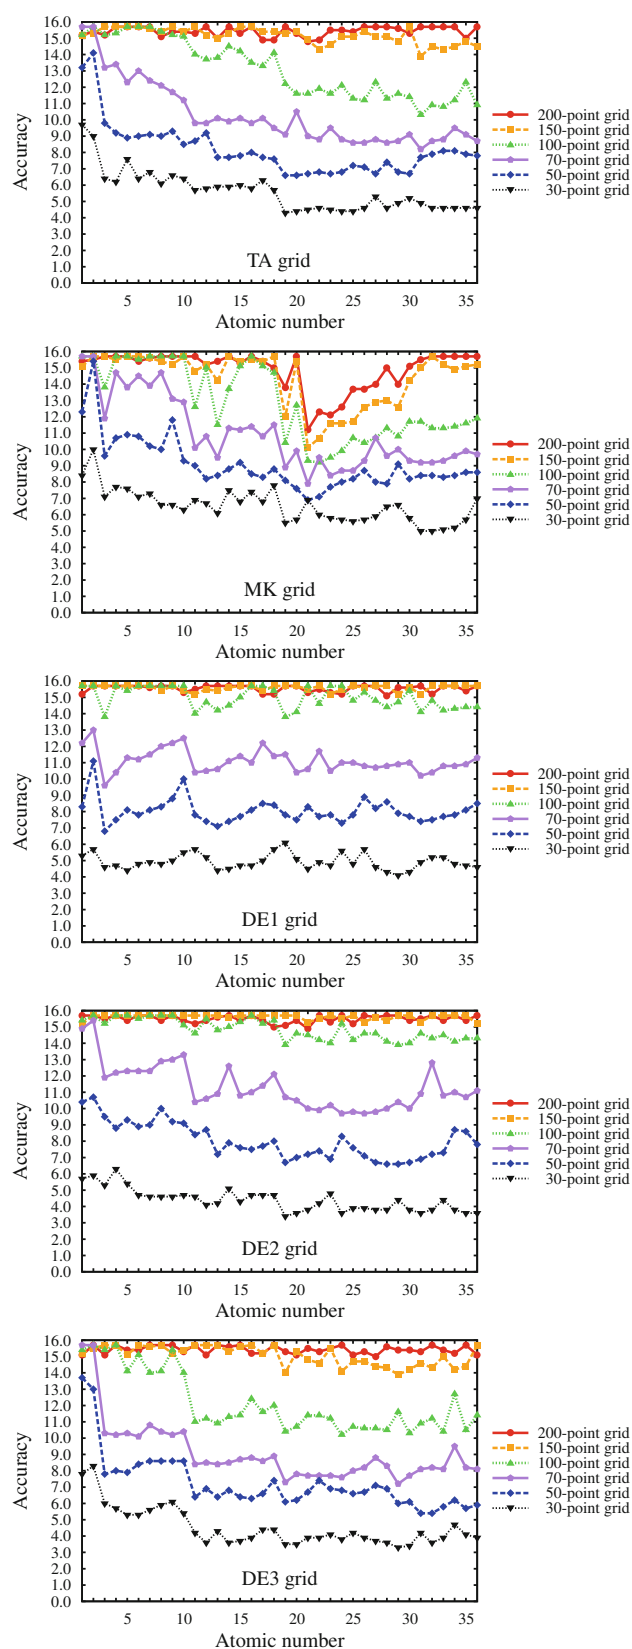 16.0
15.0
14.0
13.0
12.0
11.0
10.0
9.0
8.0
7.0
6.0
5.0
4.0
3.0
2.0
1.0
0.0
Accuracy
5 10 15 20 25 30 35
Atomic number
TA grid
200-point grid
150-point grid
100-point grid
70-point grid
50-point grid
30-point grid
16.0
15.0
14.0
13.0
12.0
11.0
10.0
9.0
8.0
7.0
6.0
5.0
4.0
3.0
2.0
1.0
0.0
Accuracy
5 10 15 20 25 30 35
Atomic number
MK grid
200-point grid
150-point grid
100-point grid
70-point grid
50-point grid
30-point grid
16.0
15.0
14.0
13.0
12.0
11.0
10.0
9.0
8.0
7.0
6.0
5.0
4.0
3.0
2.0
1.0
0.0
Accuracy
5 10 15 20 25 30 35
Atomic number
DE1 grid
200-point grid
150-point grid
100-point grid
70-point grid
50-point grid
30-point grid
16.0
15.0
14.0
13.0
12.0
11.0
10.0
9.0
8.0
7.0
6.0
5.0
4.0
3.0
2.0
1.0
0.0
Accuracy
5 10 15 20 25 30 35
Atomic number
DE2 grid
200-point grid
150-point grid
100-point grid
70-point grid
50-point grid
30-point grid
16.0
15.0
14.0
13.0
12.0
11.0
10.0
9.0
8.0
7.0
6.0
5.0
4.0
3.0
2.0
1.0
0.0
Accuracy
5 10 15 20 25 30 35
Atomic number
DE3 grid
200-point grid
150-point grid
100-point grid
70-point grid
50-point grid
30-point grid